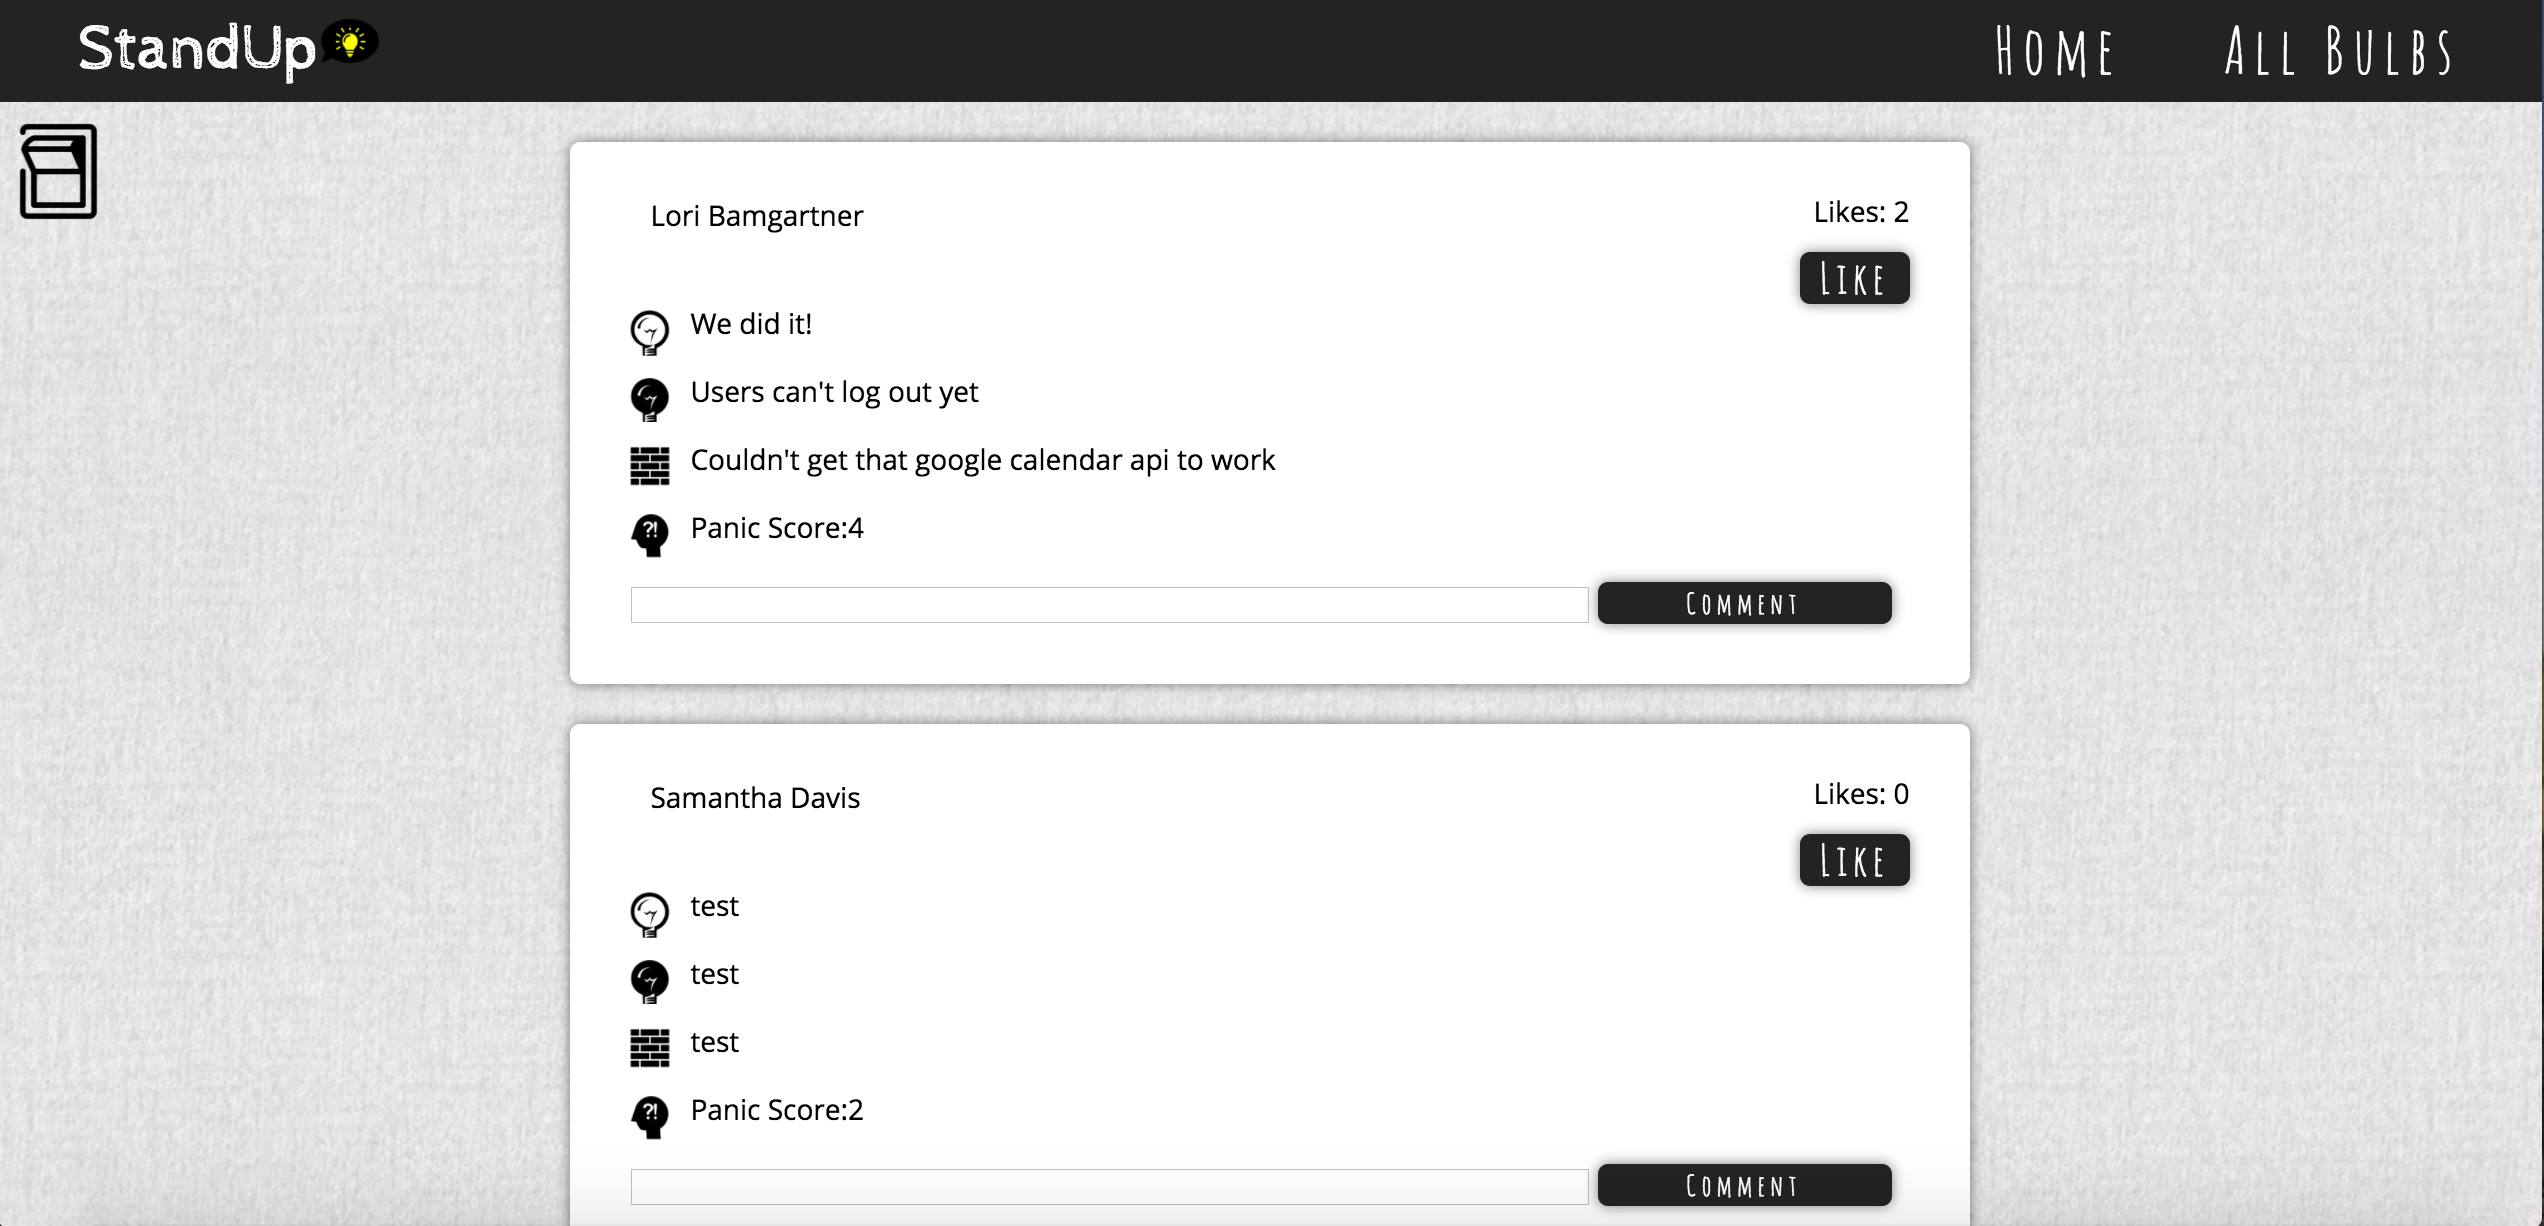 StandUp
Home All Bulbs
Lori Bamgartner
Likes: 2
Like
We did it!
Users can't log out yet
Couldn't get that google calendar api to work
?!
Panic Score:4
Comment
Samantha Davis
Likes: 0
Like
test
test
test
?!
Panic Score:2
Comment